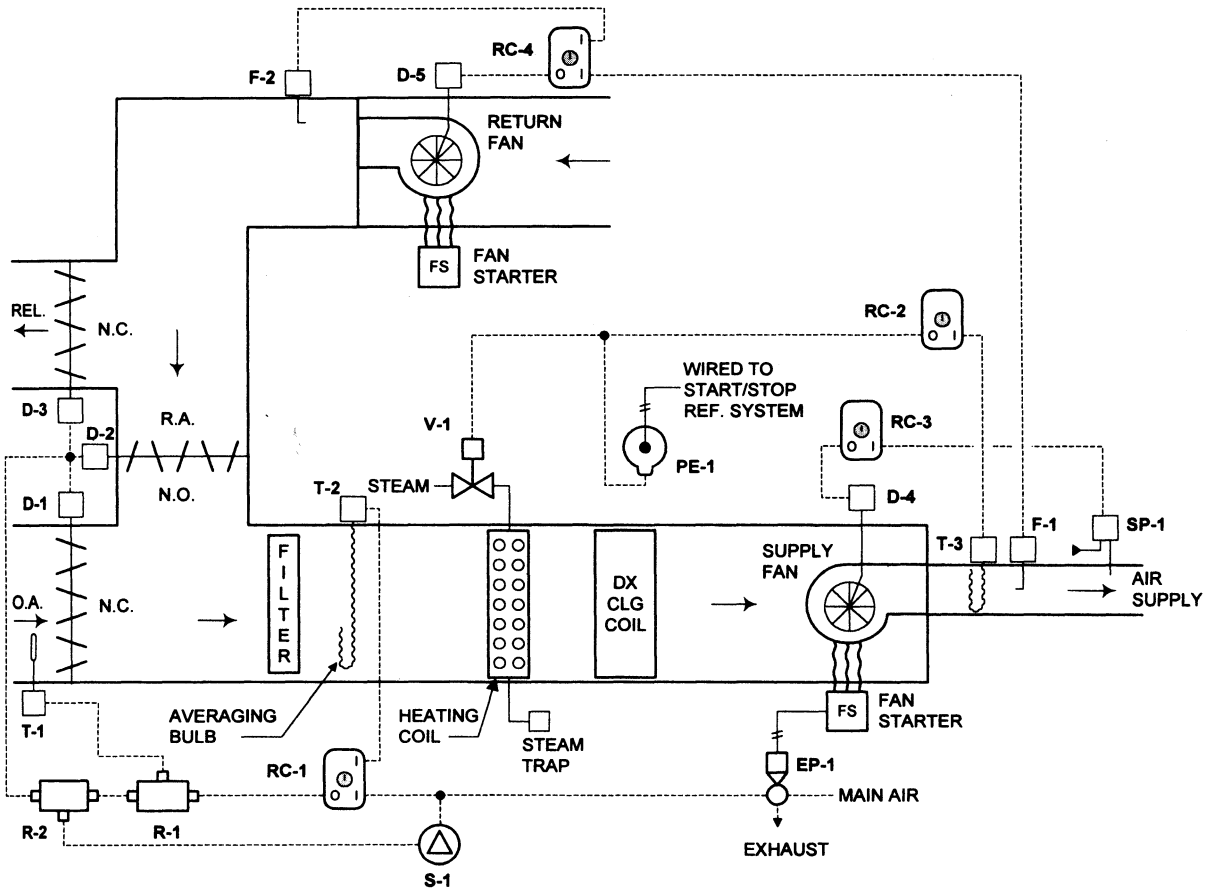 RC-4
I
O I
F-2
D-5
RETURN
FAN
FS
FAN
STARTER
REL.
N.C.
RC-2
O I
WIRED TO
START/STOP
REF. SYSTEM
D-3
R.A.
D-2
N.O.
V-1
STEAM
PE-1
RC-3
O I
D-1
T-2
D-4
T-3
F-1
SP-1
FILTER
SUPPLY
FAN
AIR
SUPPLY
DX
CLG
COIL
O.A.
N.C.
T-1
AVERAGING
BULB
HEATING
COIL
STEAM
TRAP
FS
FAN
STARTER
RC-1
I
O I
EP-1
MAIN AIR
R-2
R-1
S-1
EXHAUST